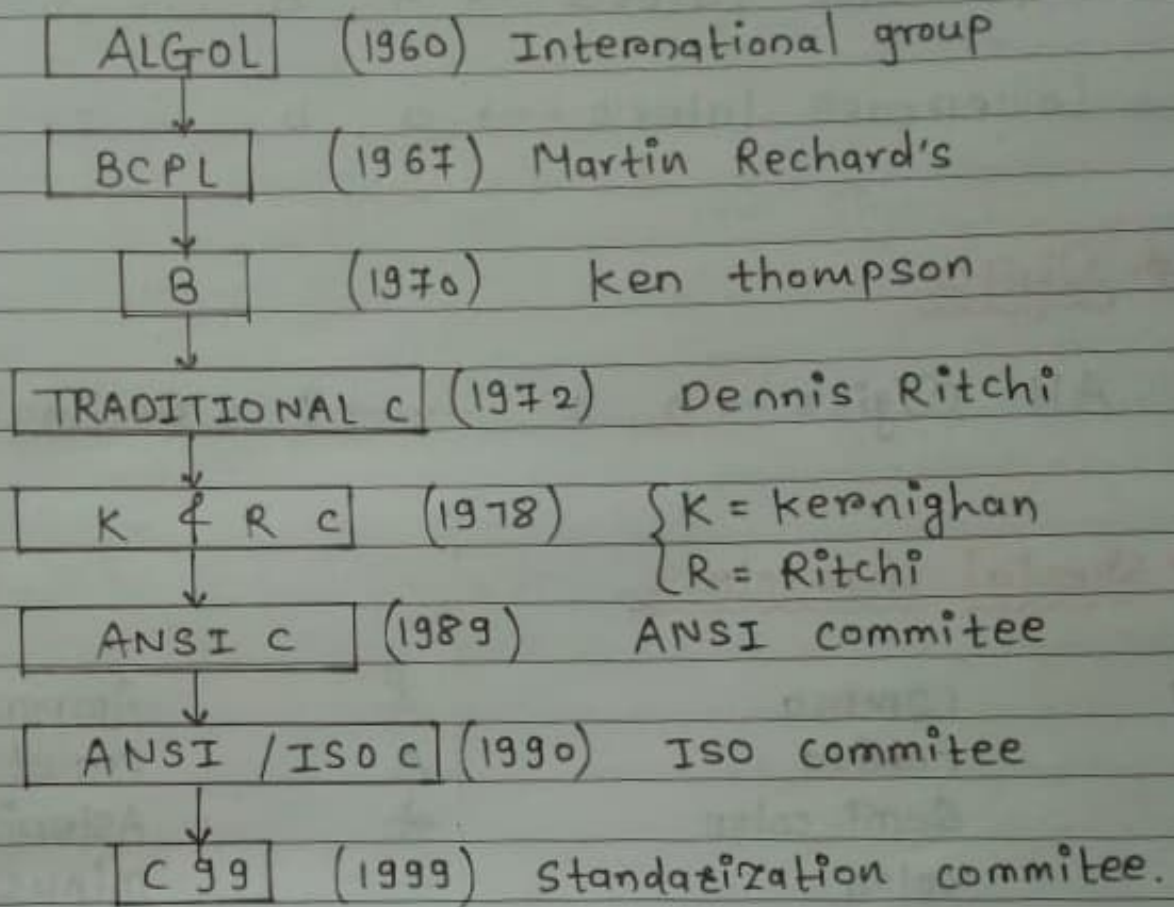 ALGOL (1960) International group
BCPL (1967) Martin Rechard's
B (1970) ken thompson
TRADITIONAL C (1972) Dennis Ritchi
K & R C (1978) K = kernighan
R = Ritchi
ANSI C (1989) ANSI commitee
ANSI / ISO C (1990) ISO commitee
C 99 (1999) Standarization commitee.